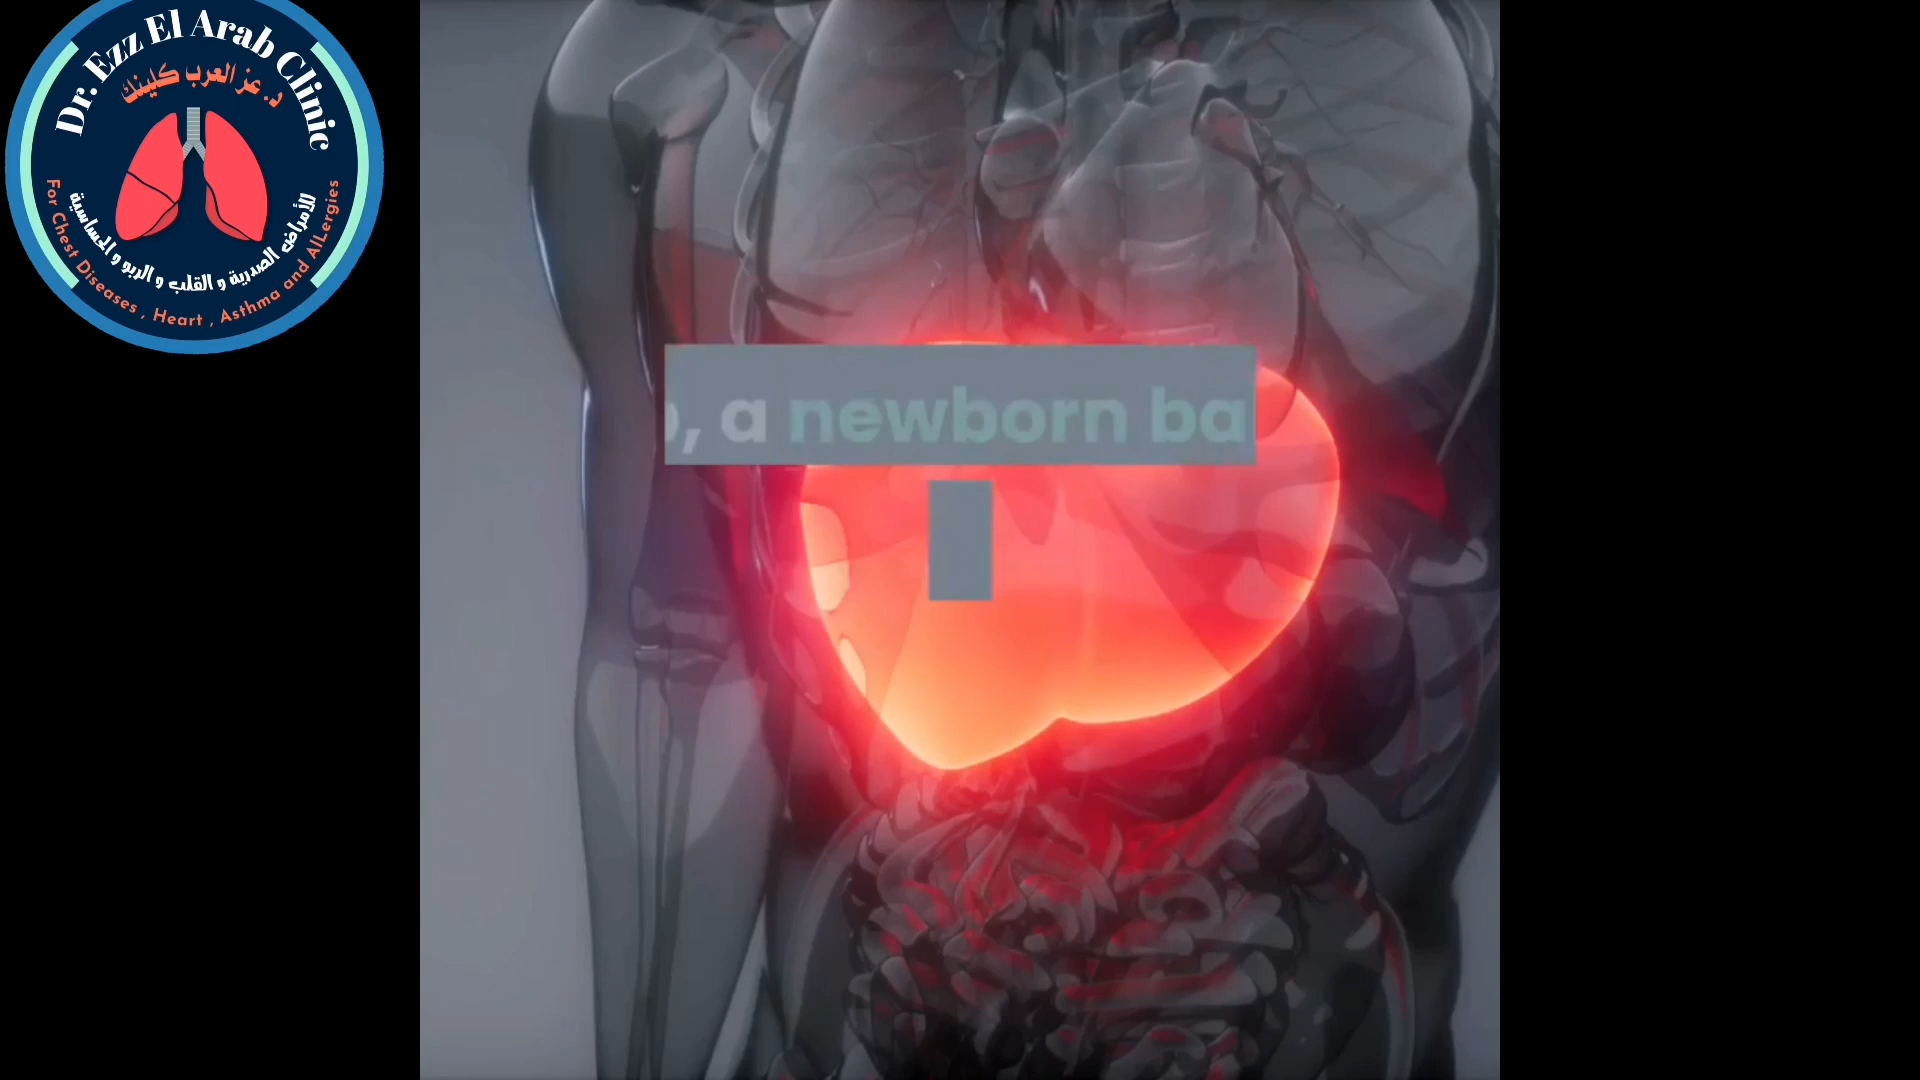 Dr. Ezz El Arab Clinic
د. عز العرب كلينك
للأمراض الصدرية و القلب و الربو و الحساسية
For Chest Diseases , Heart , Asthma and AlLergies
, a newborn ba